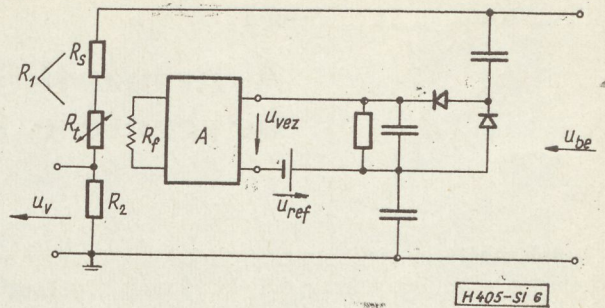 R₁
Rs
Rt
R₂
uv
Rf
A
uvez
uref
ube
H405-Si 6